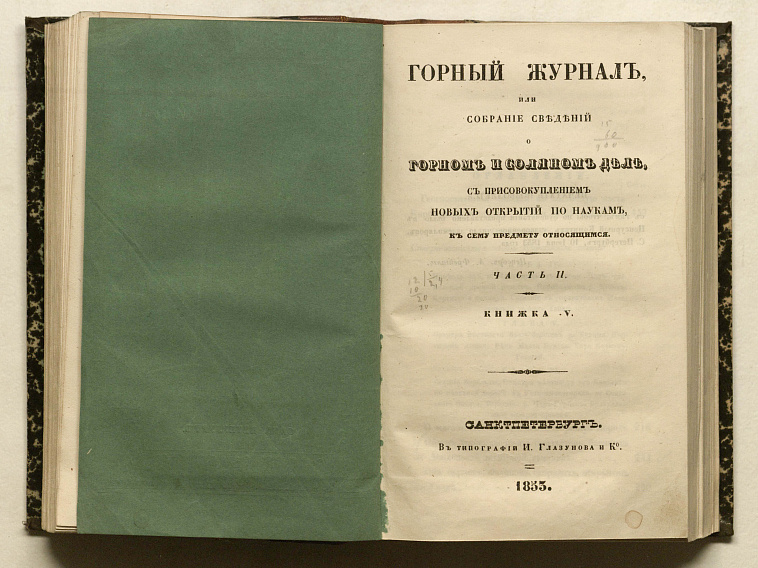 ГОРНЫЙ ЖУРНАЛЪ,
ИЛИ
СОБРАНІЕ СВѢДѢНІЙ
О
ГОРНОМЪ И СОЛЯНОМЪ ДѢЛѢ,
СЪ ПРИСОВОКУПЛЕНІЕМЪ
НОВЫХЪ ОТКРЫТІЙ ПО НАУКАМЪ,
КЪ СЕМУ ПРЕДМЕТУ ОТНОСЯЩИМСЯ.
ЧАСТЬ II.
КНИЖКА V.
САНКТПЕТЕРБУРГЪ.
Въ типографіи И. Глазунова и Ко.
1833.